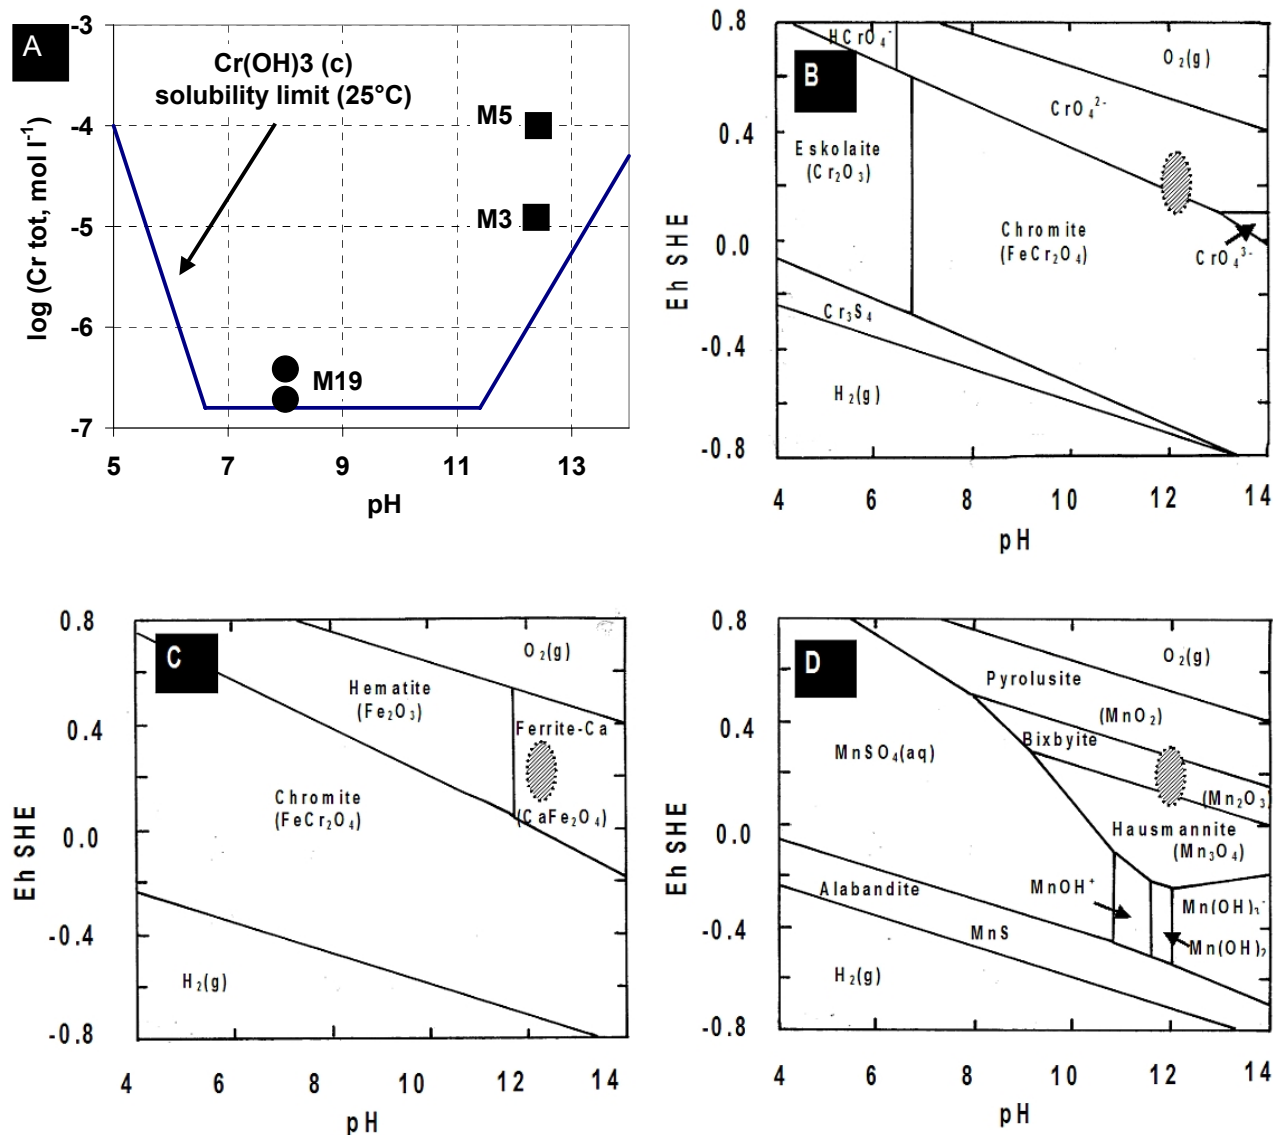 A
-3
-4
-5
-6
-7
log (Cr tot, mol l⁻¹)
Cr(OH)3 (c)
solubility limit (25°C)
M5
M3
M19
5 7 9 11 13
pH
B
0.8
0.4
0.0
-0.4
-0.8
Eh SHE
HCrO₄⁻
O₂(g)
CrO₄²⁻
Eskolaite
(Cr₂O₃)
Chromite
(FeCr₂O₄)
CrO₄³⁻
Cr₃S₄
H₂(g)
4 6 8 10 12 14
pH
C
0.8
0.4
0.0
-0.4
-0.8
Eh SHE
O₂(g)
Hematite
(Fe₂O₃)
Ferrite-Ca
(CaFe₂O₄)
Chromite
(FeCr₂O₄)
H₂(g)
4 6 8 10 12 14
pH
D
0.8
0.4
0.0
-0.4
-0.8
Eh SHE
O₂(g)
Pyrolusite
(MnO₂)
Bixbyite
(Mn₂O₃)
MnSO₄(aq)
Hausmannite
(Mn₃O₄)
MnOH⁺
Mn(OH)₃⁻
Mn(OH)₂
Alabandite
MnS
H₂(g)
4 6 8 10 12 14
pH